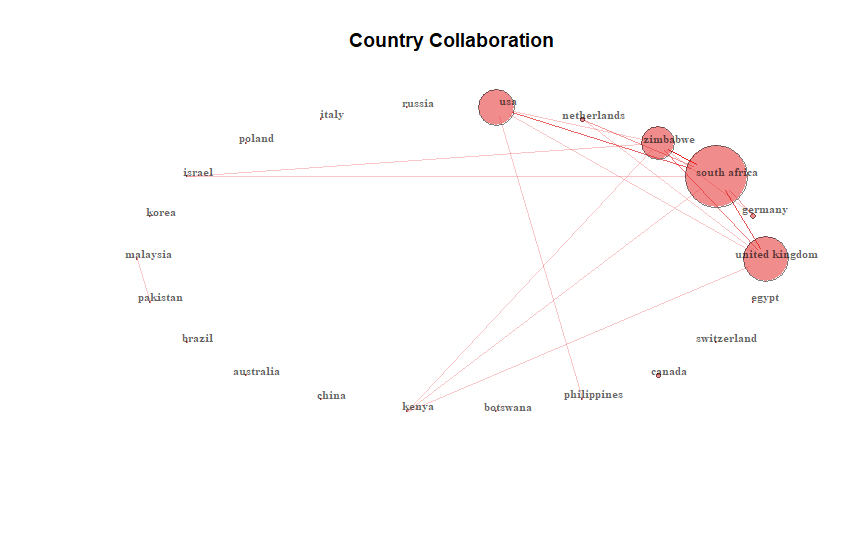 Country Collaboration
usa
russia
italy
netherlands
poland
zimbabwe
israel
south africa
korea
germany
malaysia
united kingdom
pakistan
egypt
brazil
switzerland
australia
canada
china
philippines
kenya
botswana